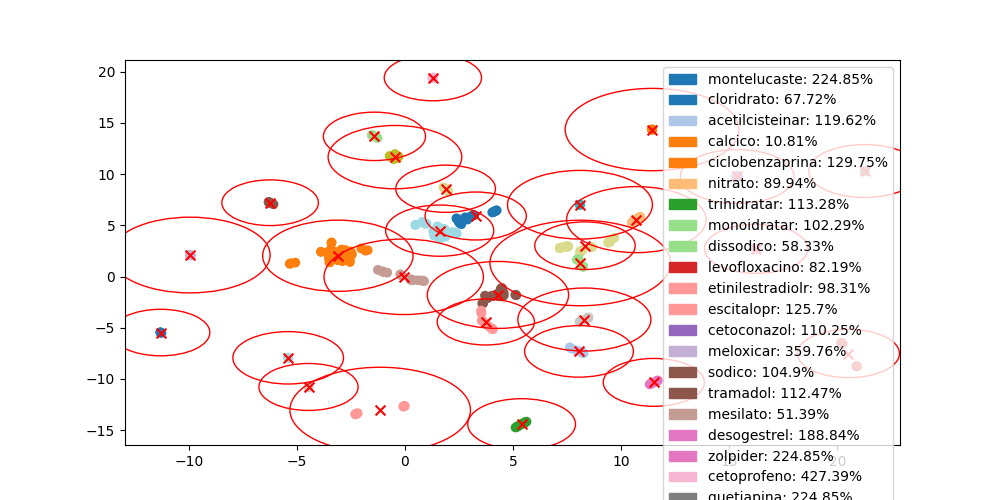 20
15
10
5
0
−5
−10
−15
−10
−5
0
5
10
15
20
montelucaste: 224.85%
cloridrato: 67.72%
acetilcisteinar: 119.62%
calcico: 10.81%
ciclobenzaprina: 129.75%
nitrato: 89.94%
trihidratar: 113.28%
monoidratar: 102.29%
dissodico: 58.33%
levofloxacino: 82.19%
etinilestradiolr: 98.31%
escitalopr: 125.7%
cetoconazol: 110.25%
meloxicar: 359.76%
sodico: 104.9%
tramadol: 112.47%
mesilato: 51.39%
desogestrel: 188.84%
zolpider: 224.85%
cetoprofeno: 427.39%
quetiapina: 224.85%